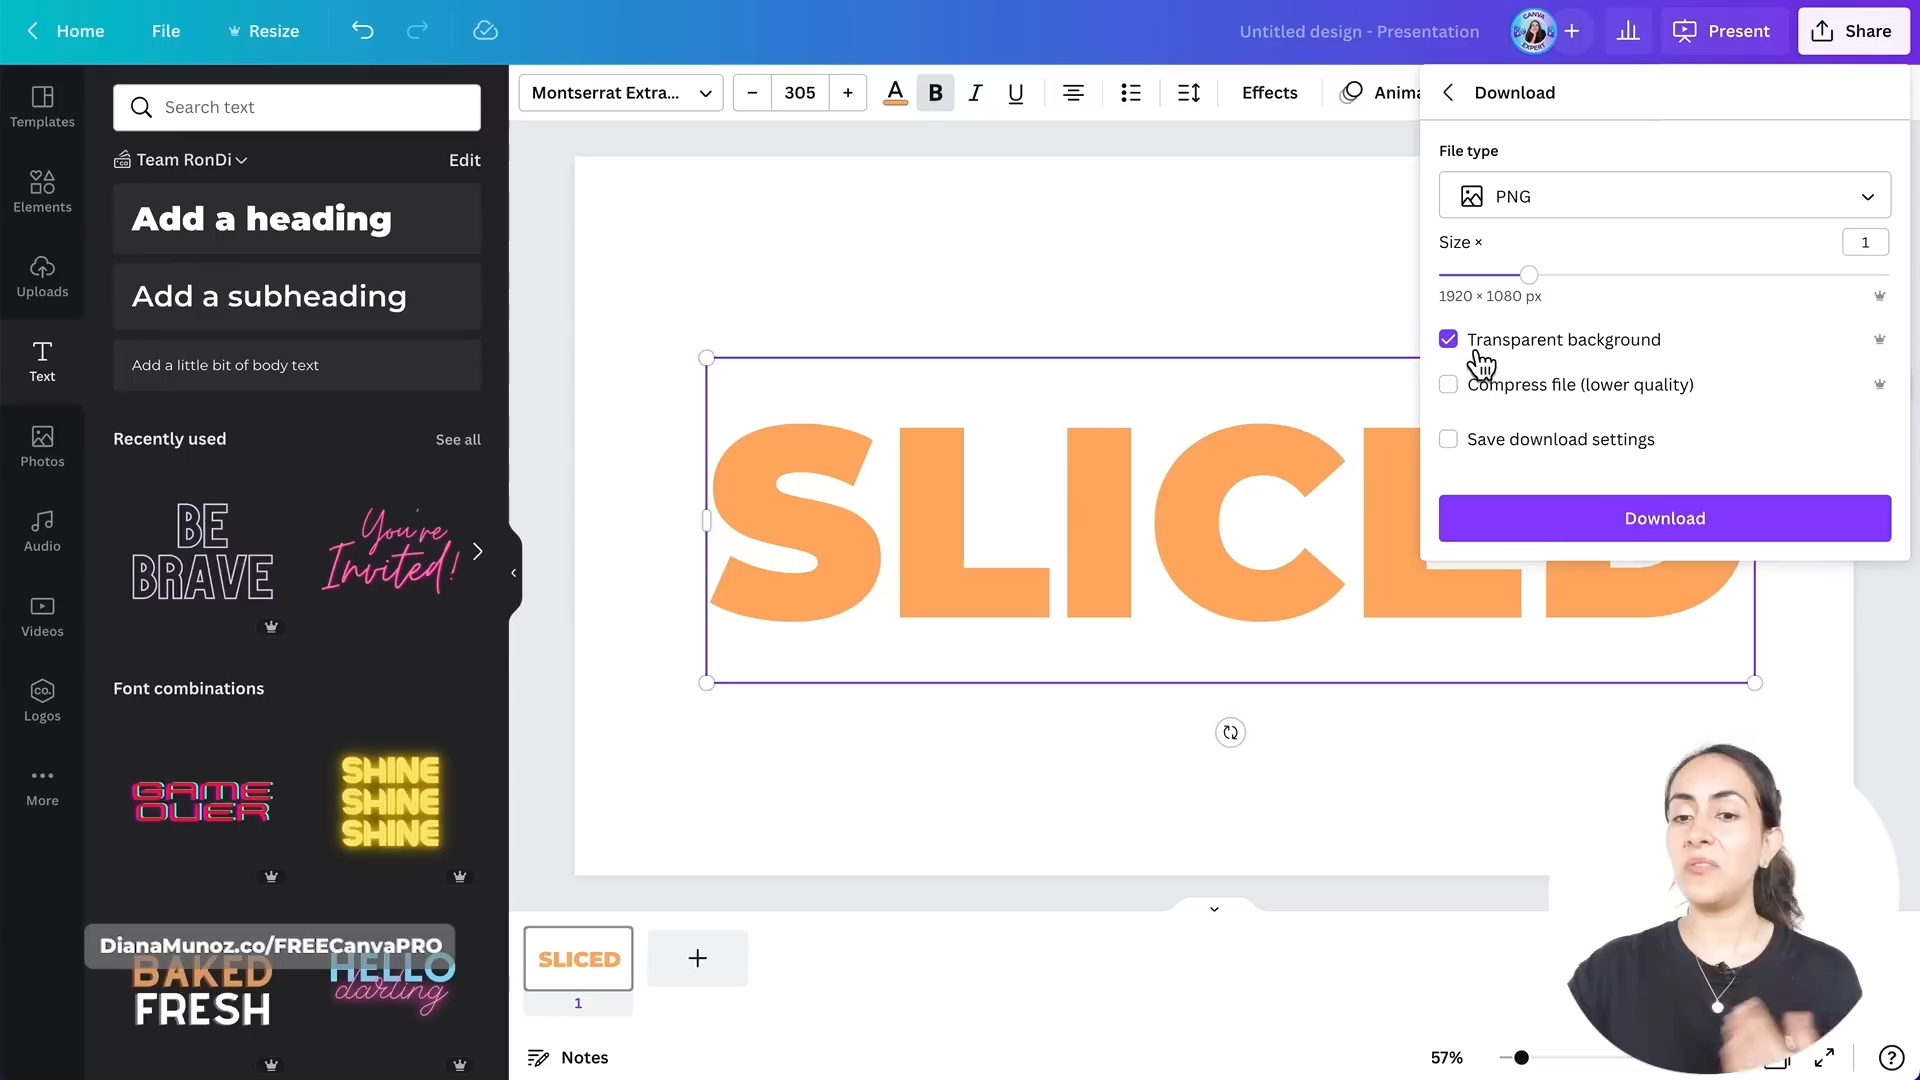 Home
File
Resize
Untitled design - Presentation
CANVA
EXPERT
Present
Share
Templates
Elements
Uploads
Text
Photos
Audio
Videos
CO.
Logos
More
Search text
Team RonDi
Edit
Add a heading
Add a subheading
Add a little bit of body text
Recently used
See all
BE
BRAVE
You're
Invited!
Font combinations
GAME
OVER
SHINE
SHINE
SHINE
DianaMunoz.co/FREECanvaPRO
BAKED
FRESH
HELLO
darling
Montserrat Extra...
305
A
B
I
U
Effects
Anima
SLICED
Download
File type
PNG
Size ×
1
1920 × 1080 px
Transparent background
Compress file (lower quality)
Save download settings
Download
SLICED
1
Notes
57%